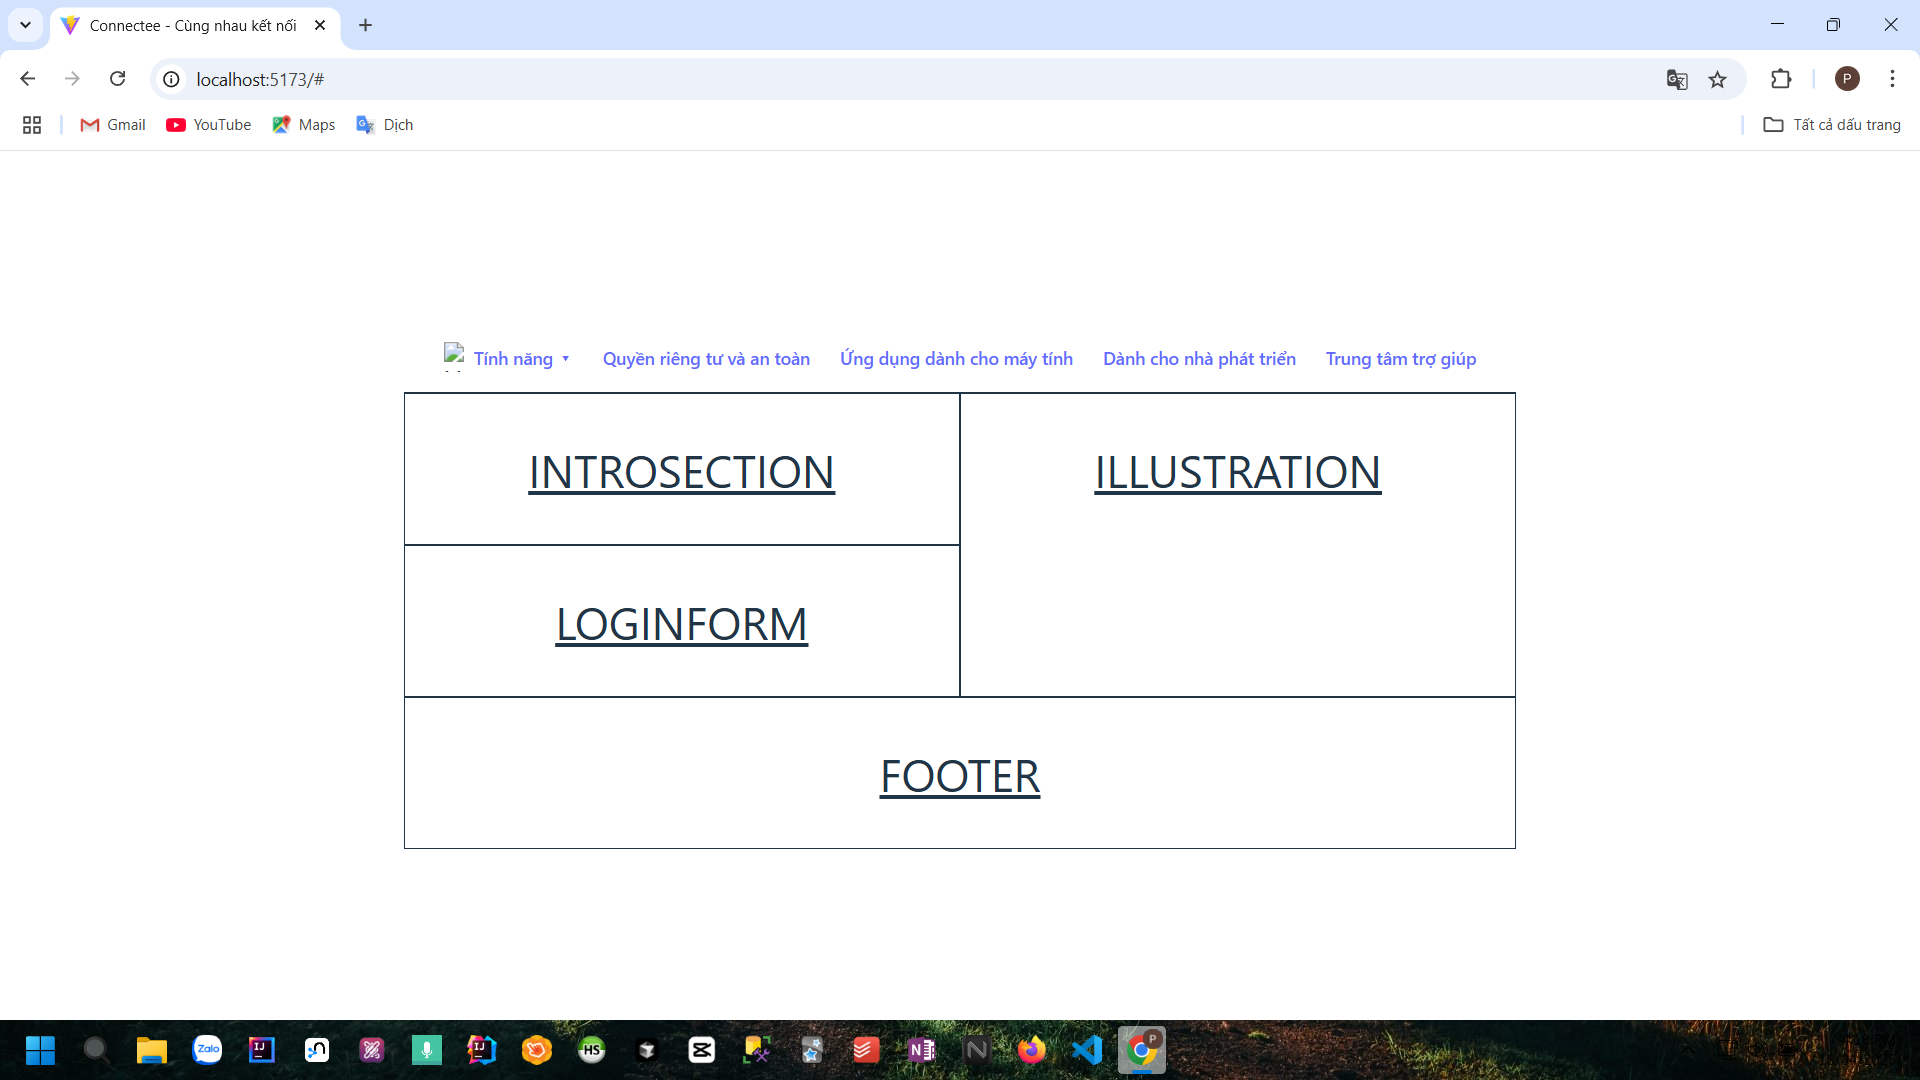 Connectee - Cùng nhau kết nối
localhost:5173/#
P
Gmail
YouTube
Maps
Dịch
Tất cả dấu trang
Tính năng ▼
Quyền riêng tư và an toàn
Ứng dụng dành cho máy tính
Dành cho nhà phát triển
Trung tâm trợ giúp
INTROSECTION
ILLUSTRATION
LOGINFORM
FOOTER
Zalo
IJ
HS
IJ
N
N
P